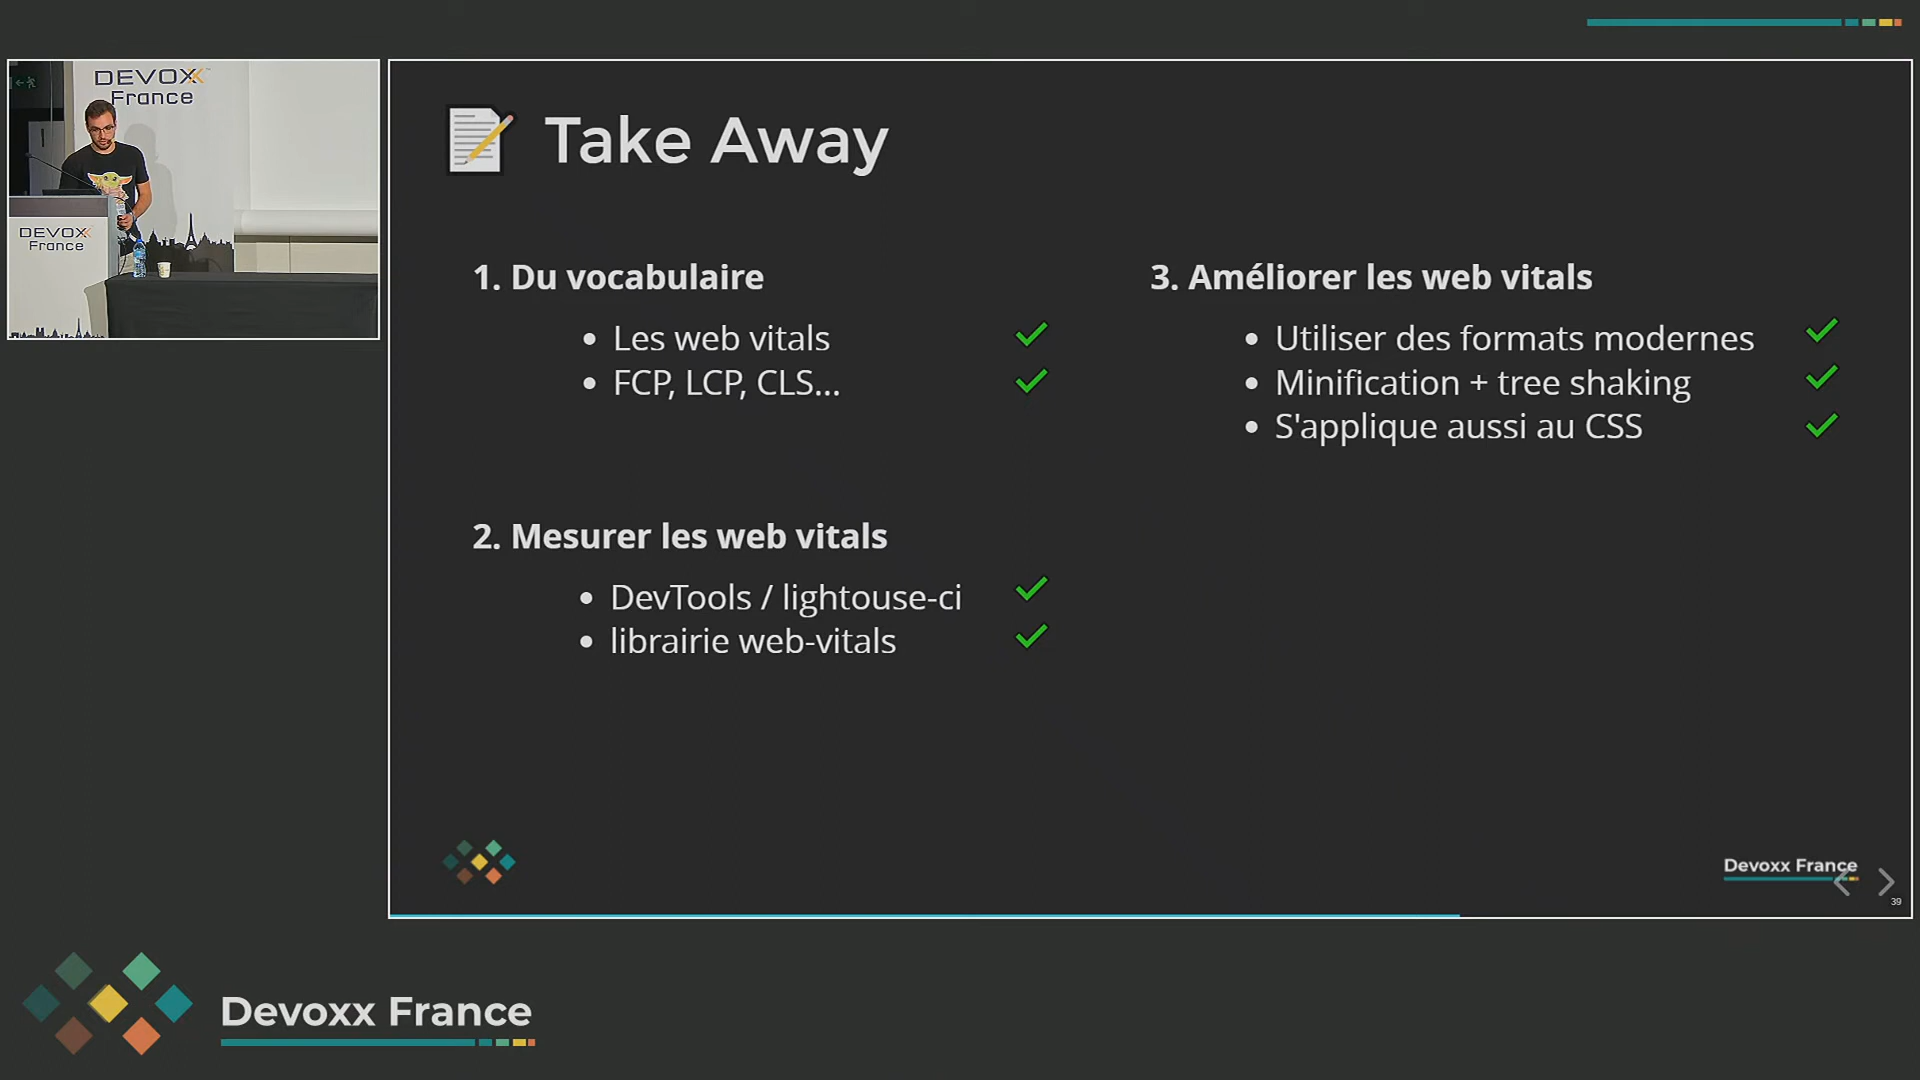 DEVOXX
France
DEVOXX
France
Take Away
1. Du vocabulaire
• Les web vitals
• FCP, LCP, CLS...
2. Mesurer les web vitals
• DevTools / lightouse-ci
• librairie web-vitals
3. Améliorer les web vitals
• Utiliser des formats modernes
• Minification + tree shaking
• S'applique aussi au CSS
Devoxx France
39
Devoxx France